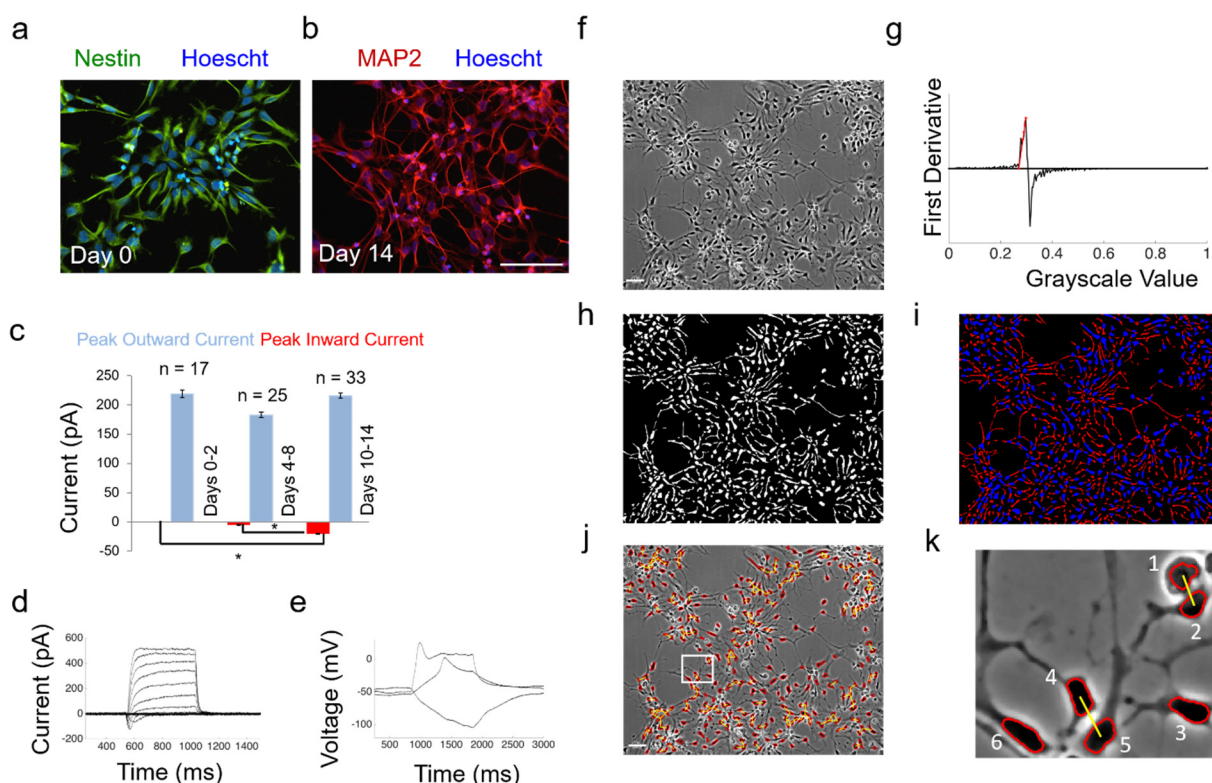 a
Nestin Hoescht
Day 0
b
MAP2 Hoescht
Day 14
c
Peak Outward Current Peak Inward Current
Current (pA)
250
200
150
100
50
0
-50
n = 17
n = 25
n = 33
Days 0-2
Days 4-8
Days 10-14
*
*
d
Current (pA)
600
400
200
0
-200
400 600 800 1000 1200 1400
Time (ms)
e
Voltage (mV)
0
-50
-100
500 1000 1500 2000 2500 3000
Time (ms)
f
g
First Derivative
0 0.2 0.4 0.6 0.8 1
Grayscale Value
h
i
j
k
1
2
4
3
6
5